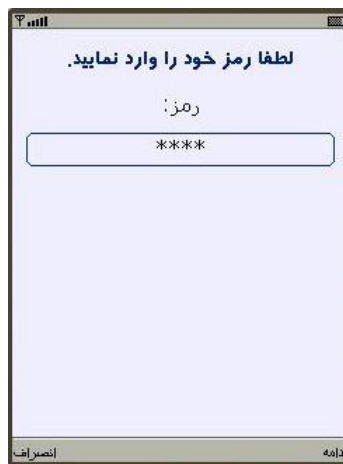 لطفا رمز خود را وارد نمایید.
رمز:
****
انصراف